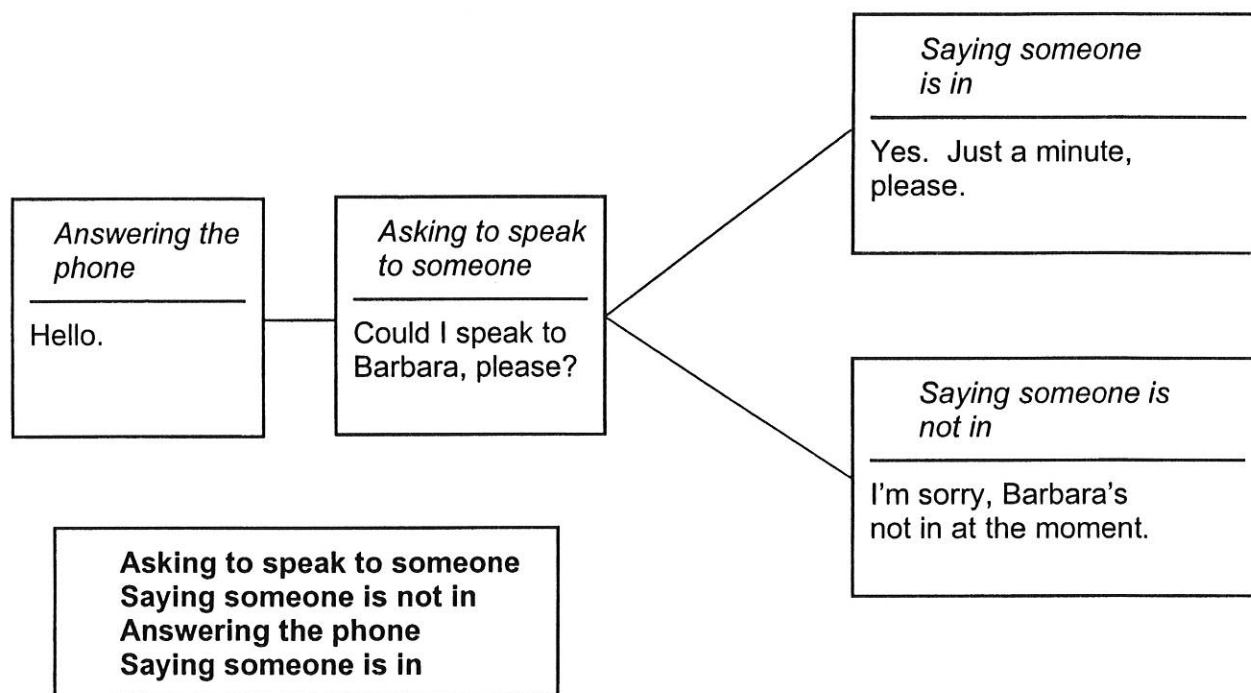 Answering the
phone
Hello.
Asking to speak
to someone
Could I speak to
Barbara, please?
Saying someone
is in
Yes. Just a minute,
please.
Saying someone is
not in
I'm sorry, Barbara's
not in at the moment.
Asking to speak to someone
Saying someone is not in
Answering the phone
Saying someone is in